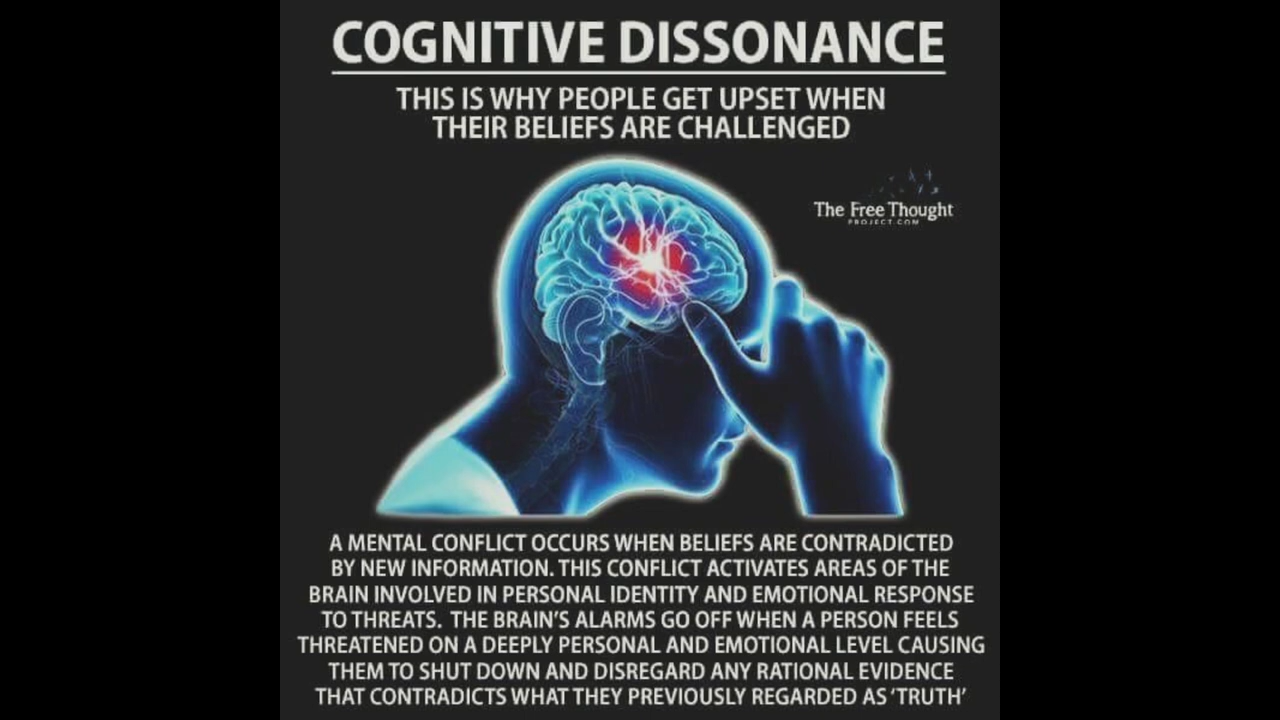 COGNITIVE DISSONANCE
THIS IS WHY PEOPLE GET UPSET WHEN
THEIR BELIEFS ARE CHALLENGED
The Free Thought
PROJECT.COM
A MENTAL CONFLICT OCCURS WHEN BELIEFS ARE CONTRADICTED
BY NEW INFORMATION. THIS CONFLICT ACTIVATES AREAS OF THE
BRAIN INVOLVED IN PERSONAL IDENTITY AND EMOTIONAL RESPONSE
TO THREATS. THE BRAIN'S ALARMS GO OFF WHEN A PERSON FEELS
THREATENED ON A DEEPLY PERSONAL AND EMOTIONAL LEVEL CAUSING
THEM TO SHUT DOWN AND DISREGARD ANY RATIONAL EVIDENCE
THAT CONTRADICTS WHAT THEY PREVIOUSLY REGARDED AS 'TRUTH'